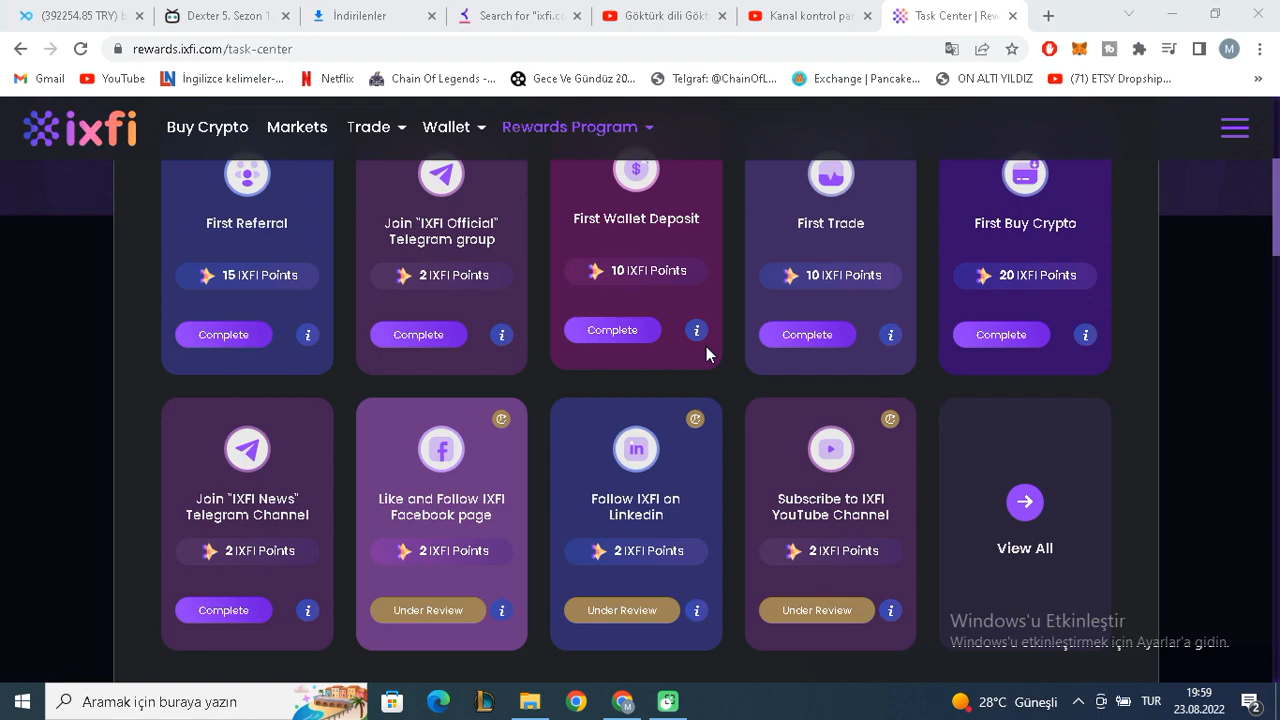 (392254.85 TRY) B
Dexter 5. Sezon 1
İndirilenler
Search for "ixfi.c
Göktürk dili Gökt
Kanal kontrol pa
Task Center | Rew
rewards.ixfi.com/task-center
M
Gmail
YouTube
İngilizce kelimeler-...
Netflix
Chain Of Legends -...
Gece Ve Gündüz 20...
Telgraf: @ChainOfL...
Exchange | Pancake...
ON ALTI YILDIZ
(71) ETSY Dropship...
ixfi
Buy Crypto
Markets
Trade
Wallet
Rewards Program
First Referral
15 IXFI Points
Complete
Join "IXFI Official"
Telegram group
2 IXFI Points
Complete
First Wallet Deposit
10 IXFI Points
Complete
First Trade
10 IXFI Points
Complete
First Buy Crypto
20 IXFI Points
Complete
Join "IXFI News"
Telegram Channel
2 IXFI Points
Complete
Like and Follow IXFI
Facebook page
2 IXFI Points
Under Review
Follow IXFI on
Linkedin
2 IXFI Points
Under Review
Subscribe to IXFI
YouTube Channel
2 IXFI Points
Under Review
View All
Windows'u Etkinleştir
Windows'u etkinleştirmek için Ayarlar'a gidin.
Aramak için buraya yazın
28°C Güneşli
TUR
19:59
23.08.2022
2